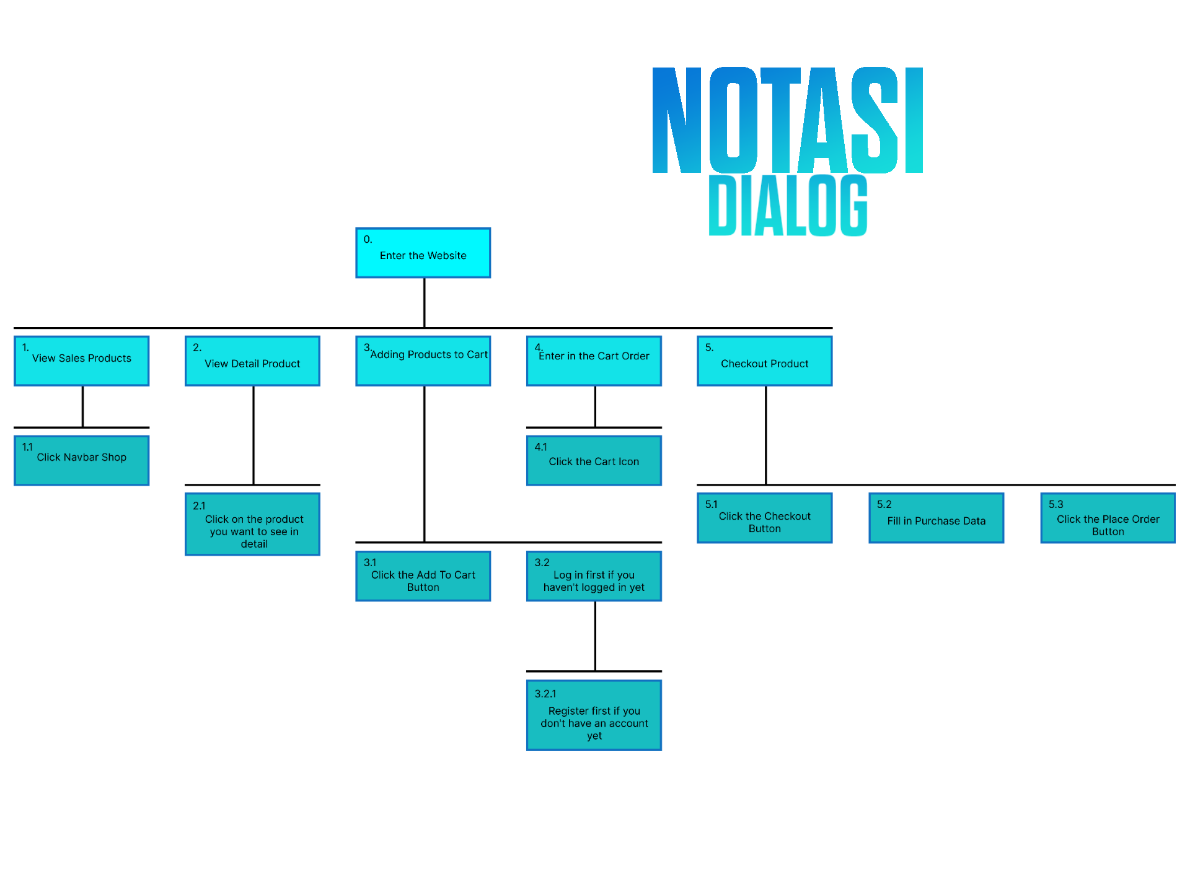 NOTASI
DIALOG
0.
Enter the Website
1.
View Sales Products
2.
View Detail Product
3.
Adding Products to Cart
4.
Enter in the Cart Order
5.
Checkout Product
1.1
Click Navbar Shop
4.1
Click the Cart Icon
2.1
Click on the product
you want to see in
detail
5.1
Click the Checkout
Button
5.2
Fill in Purchase Data
5.3
Click the Place Order
Button
3.1
Click the Add To Cart
Button
3.2
Log in first if you
haven't logged in yet
3.2.1
Register first if you
don't have an account
yet